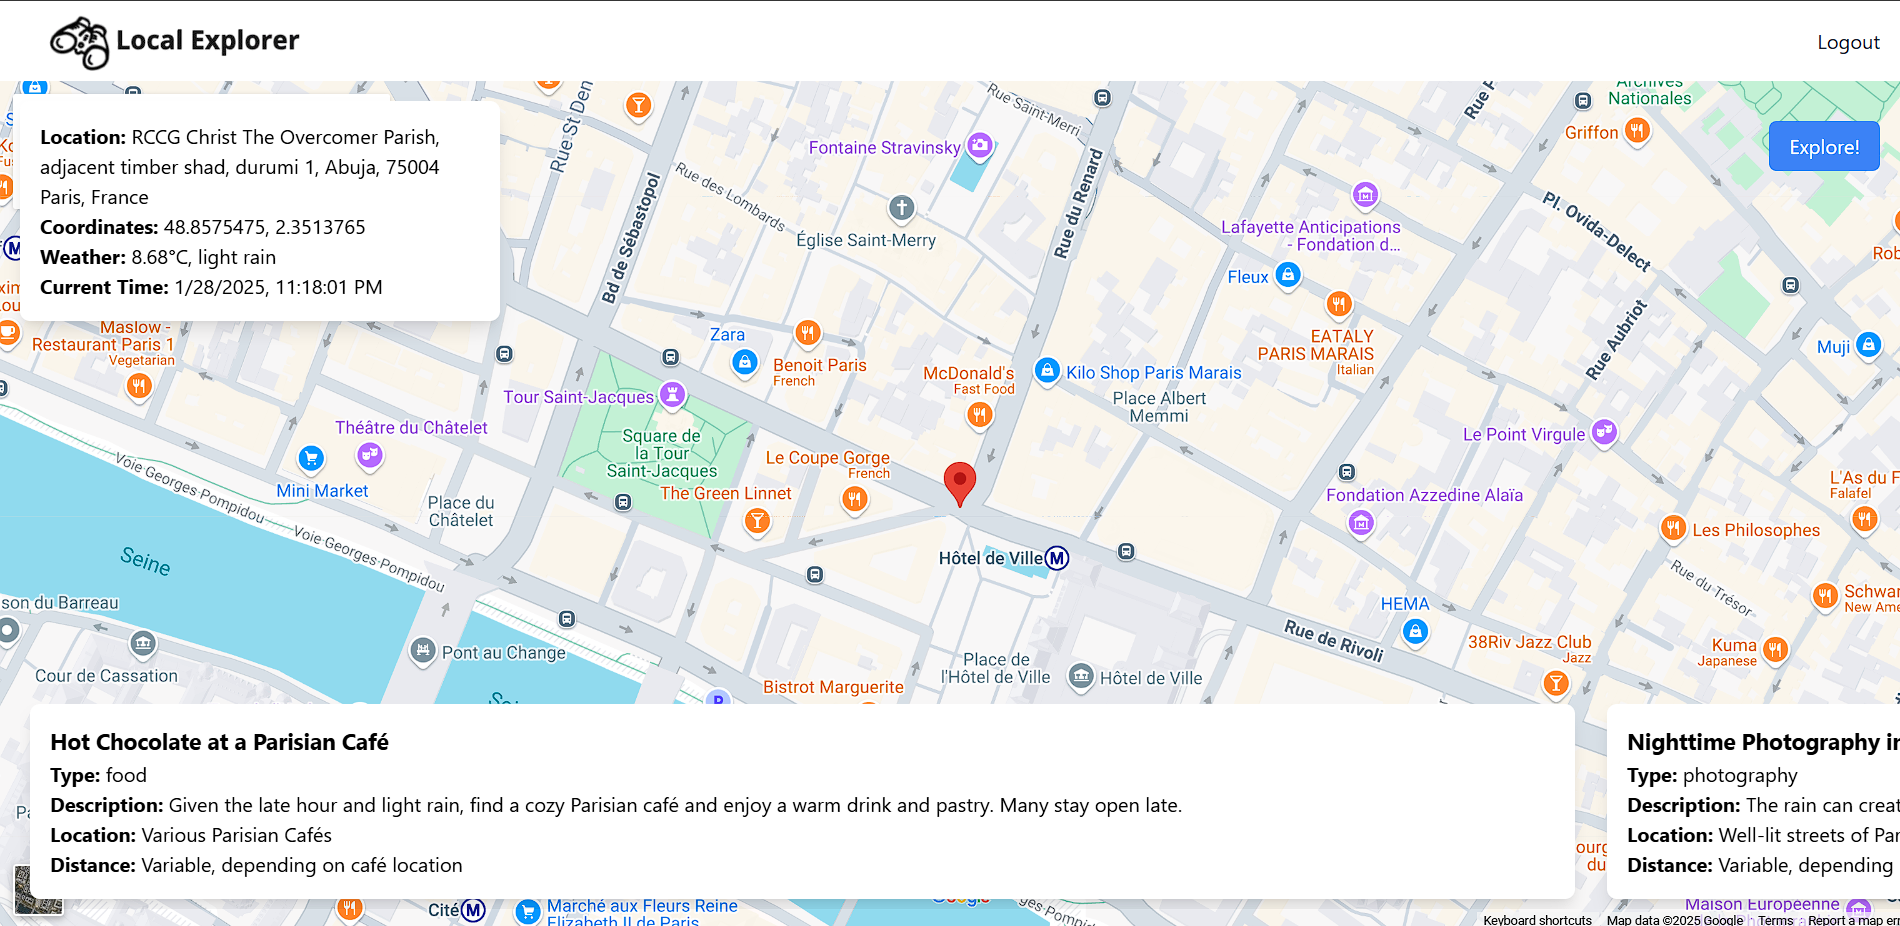 Local Explorer
Logout
Location: RCCG Christ The Overcomer Parish,
adjacent timber shad, durumi 1, Abuja, 75004
Paris, France
Coordinates: 48.8575475, 2.3513765
Weather: 8.68°C, light rain
Current Time: 1/28/2025, 11:18:01 PM
Explore!
Rue St Den
Rue Saint-Merri
Archives
Nationales
Griffon
Fontaine Stravinsky
Rue des Lombards
Bd de Sébastopol
Rue du Renard
Église Saint-Merry
Lafayette Anticipations
- Fondation d...
Pl. Ovida-Delect
Fleux
Rob
Maslow -
Restaurant Paris 1
Vegetarian
Zara
Benoit Paris
French
EATALY
PARIS MARAIS
Italian
Rue Aubriot
Muji
McDonald's
Fast Food
Kilo Shop Paris Marais
Place Albert
Memmi
Tour Saint-Jacques
Théâtre du Châtelet
Square de
la Tour
Saint-Jacques
Le Point Virgule
Le Coupe Gorge
French
Mini Market
The Green Linnet
Place du
Châtelet
Fondation Azzedine Alaïa
L'As du F
Falafel
Les Philosophes
Voie Georges Pompidou
Voie Georges Pompidou
Seine
Hôtel de Ville
M
Rue du Trésor
son du Barreau
HEMA
Schwar
New Ame
Rue de Rivoli
38Riv Jazz Club
Jazz
Kuma
Japanese
Pont au Change
Cour de Cassation
Place de
l'Hôtel de Ville
Hôtel de Ville
Bistrot Marguerite
P
Hot Chocolate at a Parisian Café
Type: food
Description: Given the late hour and light rain, find a cozy Parisian café and enjoy a warm drink and pastry. Many stay open late.
Location: Various Parisian Cafés
Distance: Variable, depending on café location
Nighttime Photography in
Type: photography
Description: The rain can creat
Location: Well-lit streets of Par
Distance: Variable, depending
Cité
M
Marché aux Fleurs Reine
Elizabeth II de Paris
Google
Maison Européenne
Keyboard shortcuts
Map data ©2025 Google
Terms
Report a map err